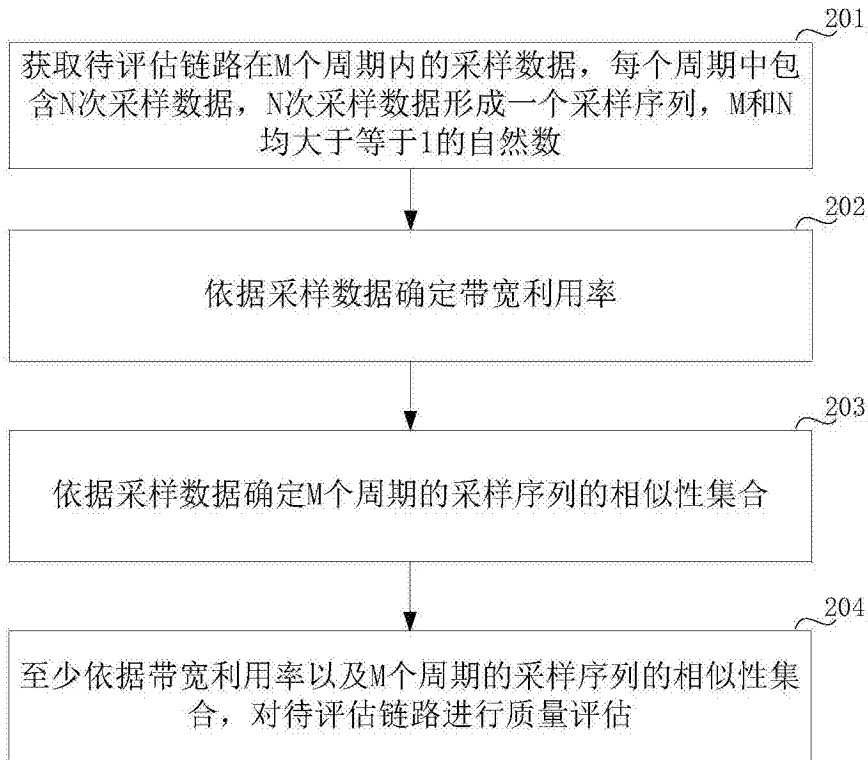 201
获取待评估链路在M个周期内的采样数据，每个周期中包
含N次采样数据，N次采样数据形成一个采样序列，M和N
均大于等于1的自然数
202
依据采样数据确定带宽利用率
203
依据采样数据确定M个周期的采样序列的相似性集合
204
至少依据带宽利用率以及M个周期的采样序列的相似性集
合，对待评估链路进行质量评估